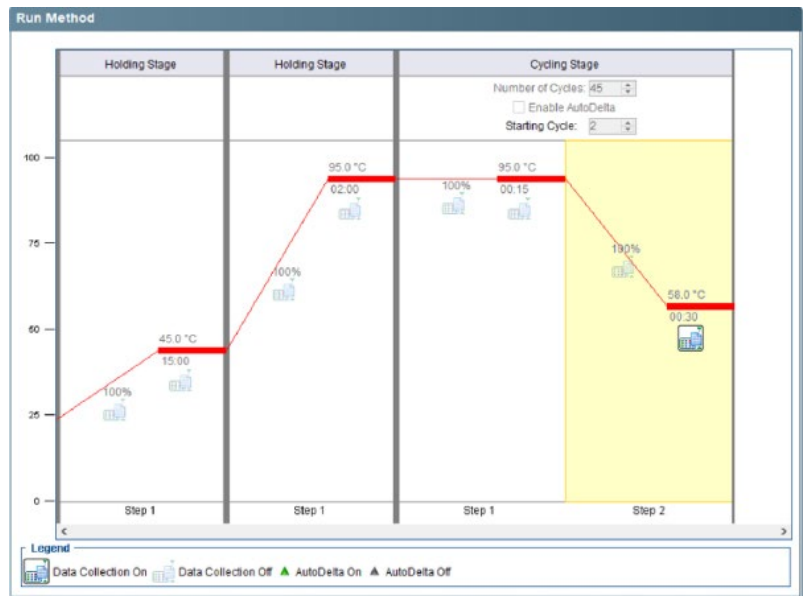 Run Method
Holding Stage
Holding Stage
Cycling Stage
Number of Cycles: 45
Enable AutoDelta
Starting Cycle: 2
100
75
50
25
0
100%
45.0 °C
15:00
100%
95.0 °C
02:00
100%
95.0 °C
00:15
100%
58.0 °C
00:30
Step 1
Step 1
Step 1
Step 2
Legend
Data Collection On Data Collection Off AutoDelta On AutoDelta Off